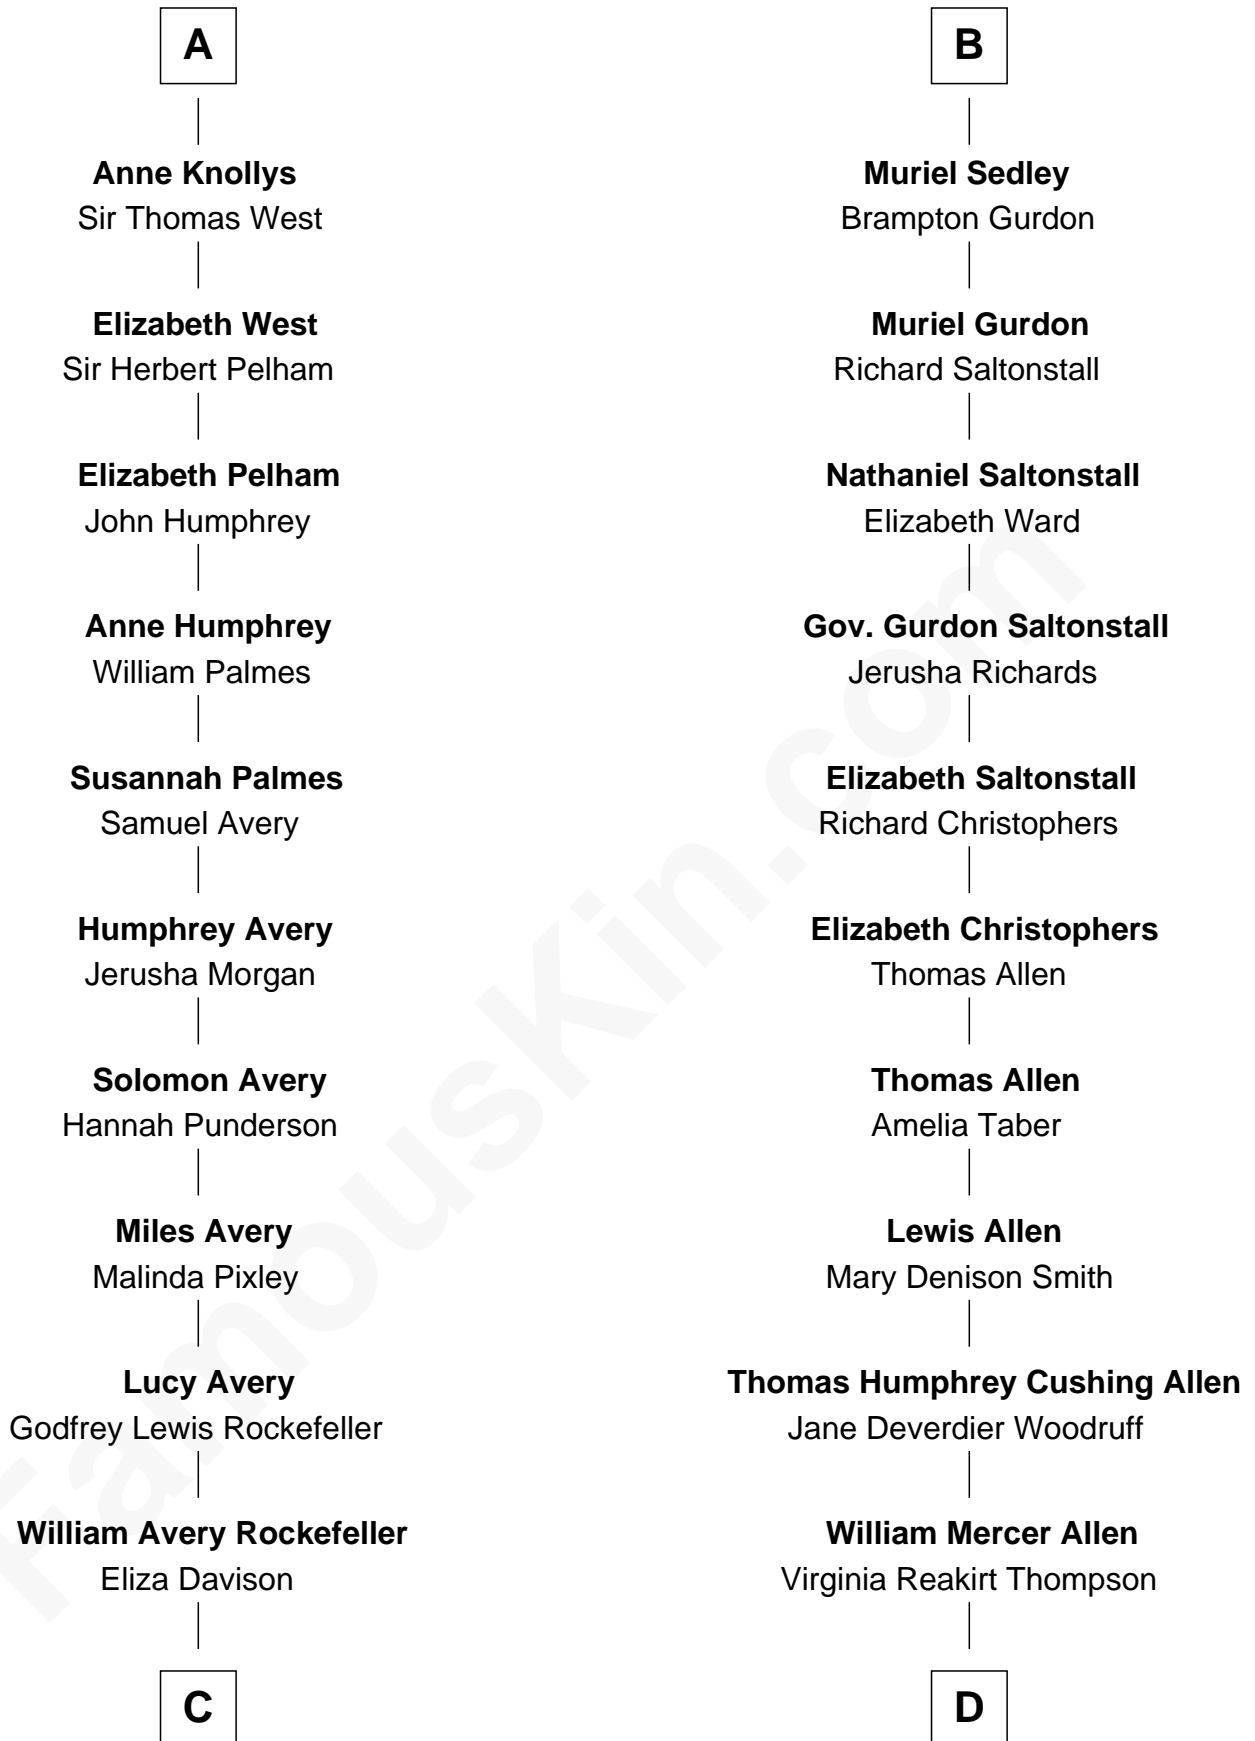 A
Anne Knollys
Sir Thomas West
Elizabeth West
Sir Herbert Pelham
Elizabeth Pelham
John Humphrey
Anne Humphrey
William Palmes
Susannah Palmes
Samuel Avery
Humphrey Avery
Jerusha Morgan
Solomon Avery
Hannah Punderson
Miles Avery
Malinda Pixley
Lucy Avery
Godfrey Lewis Rockefeller
William Avery Rockefeller
Eliza Davison
C
B
Muriel Sedley
Brampton Gurdon
Muriel Gurdon
Richard Saltonstall
Nathaniel Saltonstall
Elizabeth Ward
Gov. Gurdon Saltonstall
Jerusha Richards
Elizabeth Saltonstall
Richard Christophers
Elizabeth Christophers
Thomas Allen
Thomas Allen
Amelia Taber
Lewis Allen
Mary Denison Smith
Thomas Humphrey Cushing Allen
Jane Deverdier Woodruff
William Mercer Allen
Virginia Reakirt Thompson
D
FamousKin.com